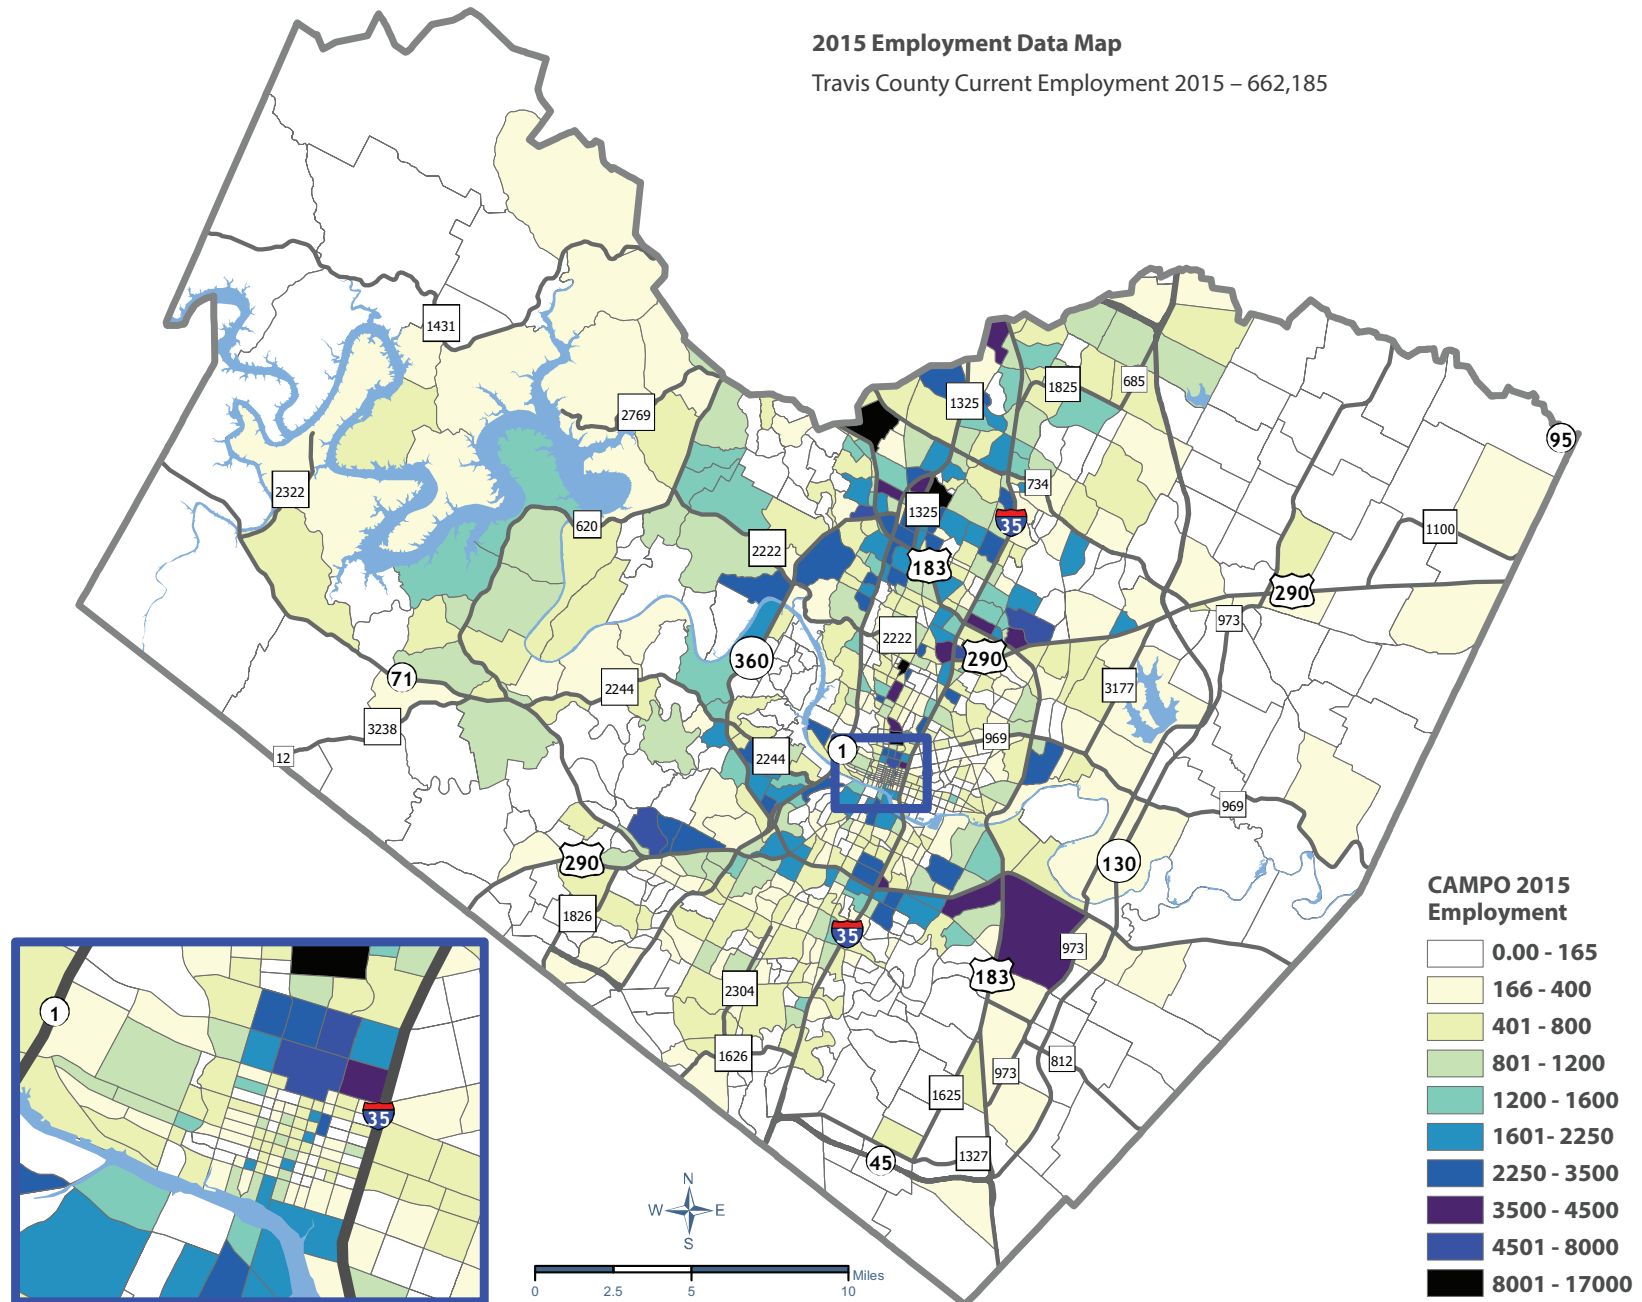 2015 Employment Data Map
Travis County Current Employment 2015 – 662,185
1431
2769
2322
620
2222
1325
1825
685
95
734
1325
35
1100
183
290
973
2222
360
290
3177
71
2244
3238
12
1
2244
969
969
290
130
1826
35
973
183
2304
1626
812
973
1625
1327
45
1
35
N
W E
S
Miles
0 2.5 5 10
CAMPO 2015
Employment
0.00 - 165
166 - 400
401 - 800
801 - 1200
1200 - 1600
1601- 2250
2250 - 3500
3500 - 4500
4501 - 8000
8001 - 17000